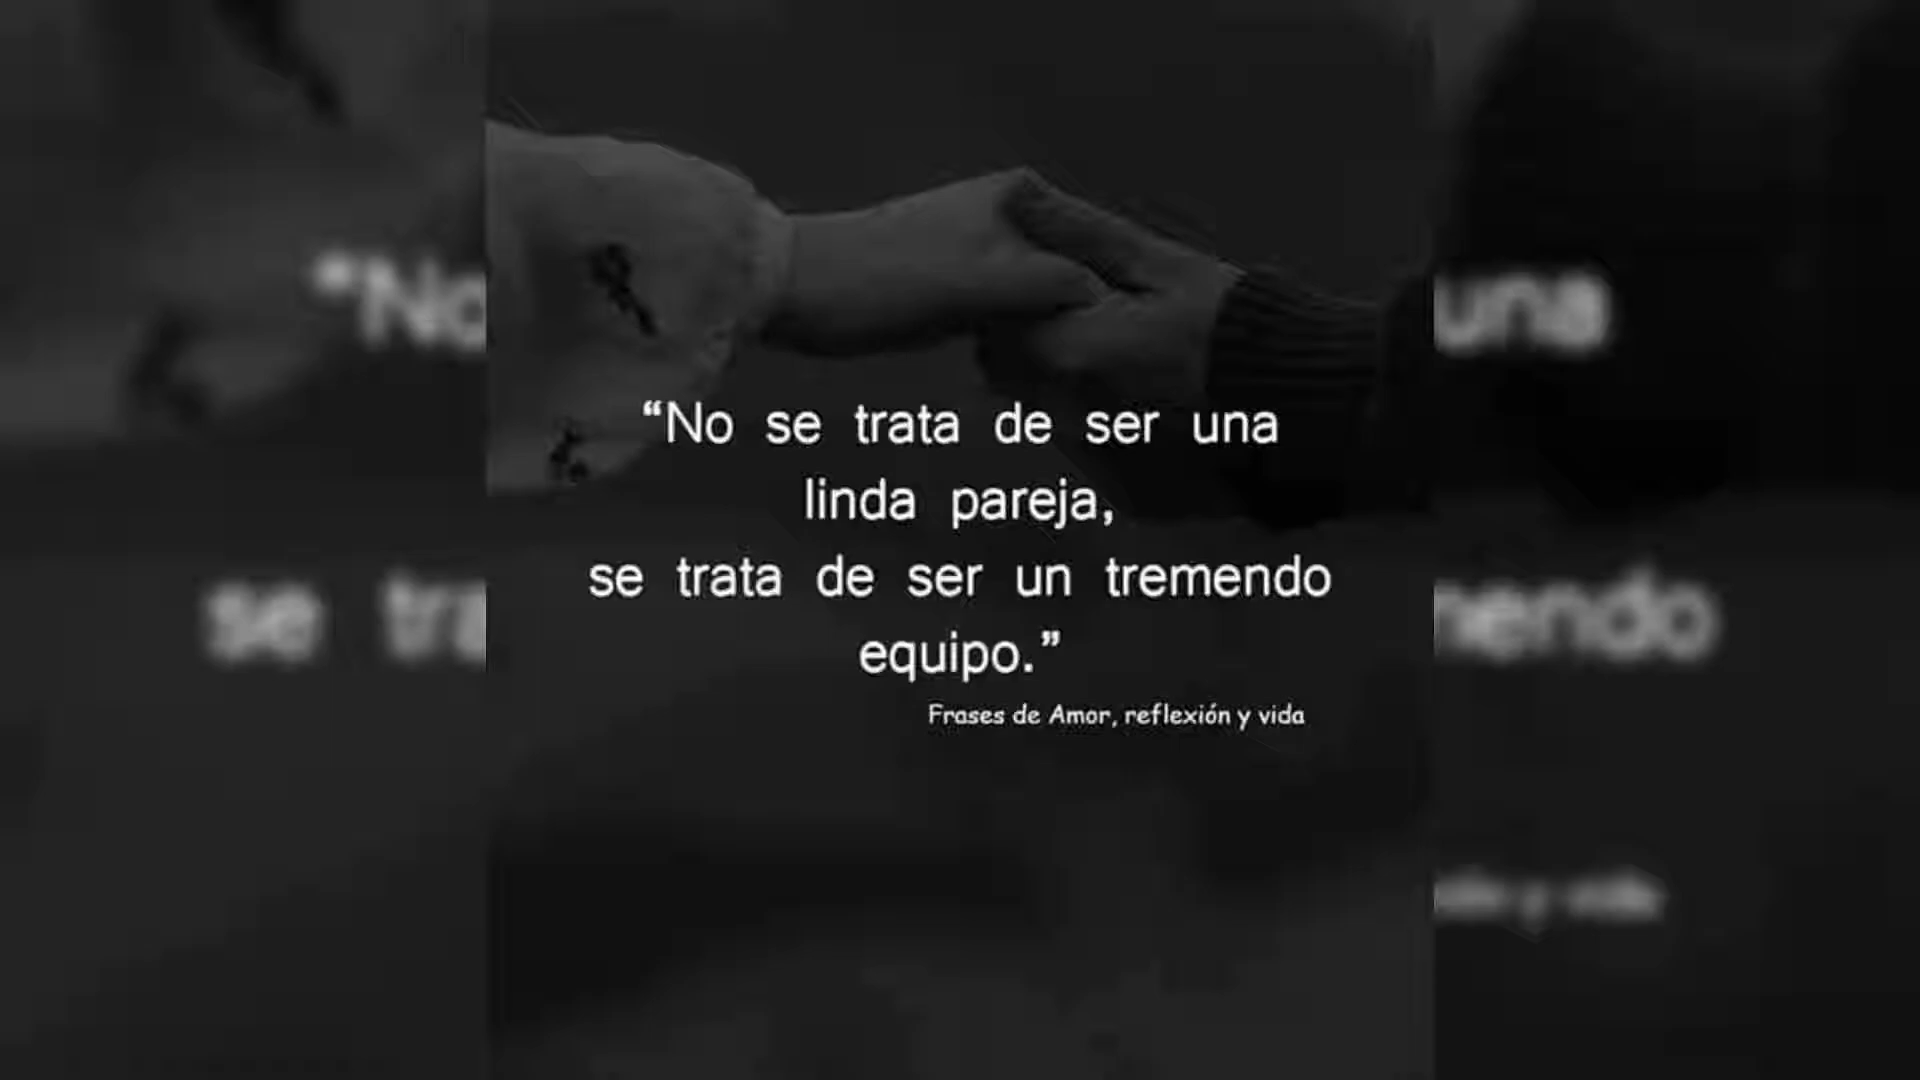 “No se trata de ser una
linda pareja,
se trata de ser un tremendo
equipo.”
Frases de Amor, reflexión y vida